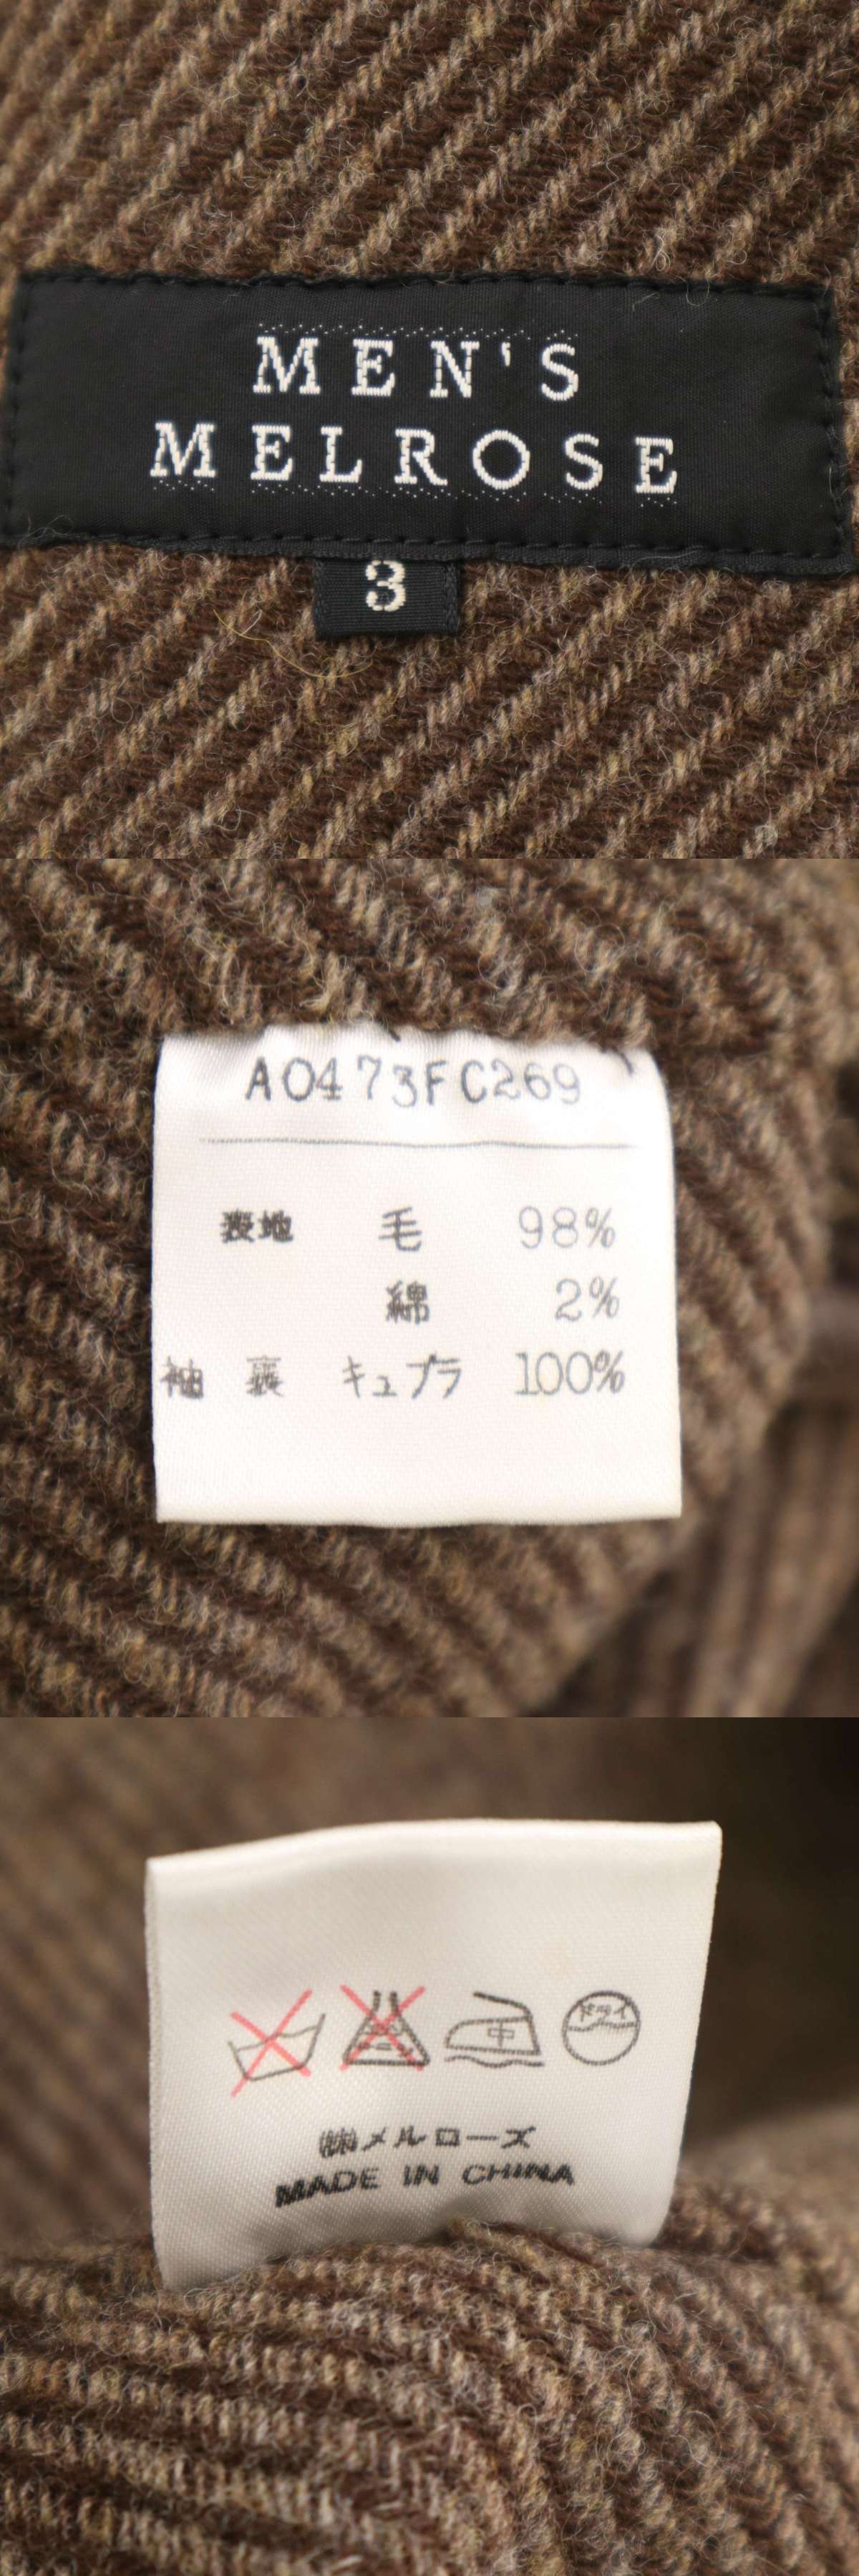 MEN'S
MELROSE
3
A0473FC269
表地 毛 98%
綿 2%
袖 裏 キュプラ 100%
中 ドライ
㈱メルローズ
MADE IN CHINA